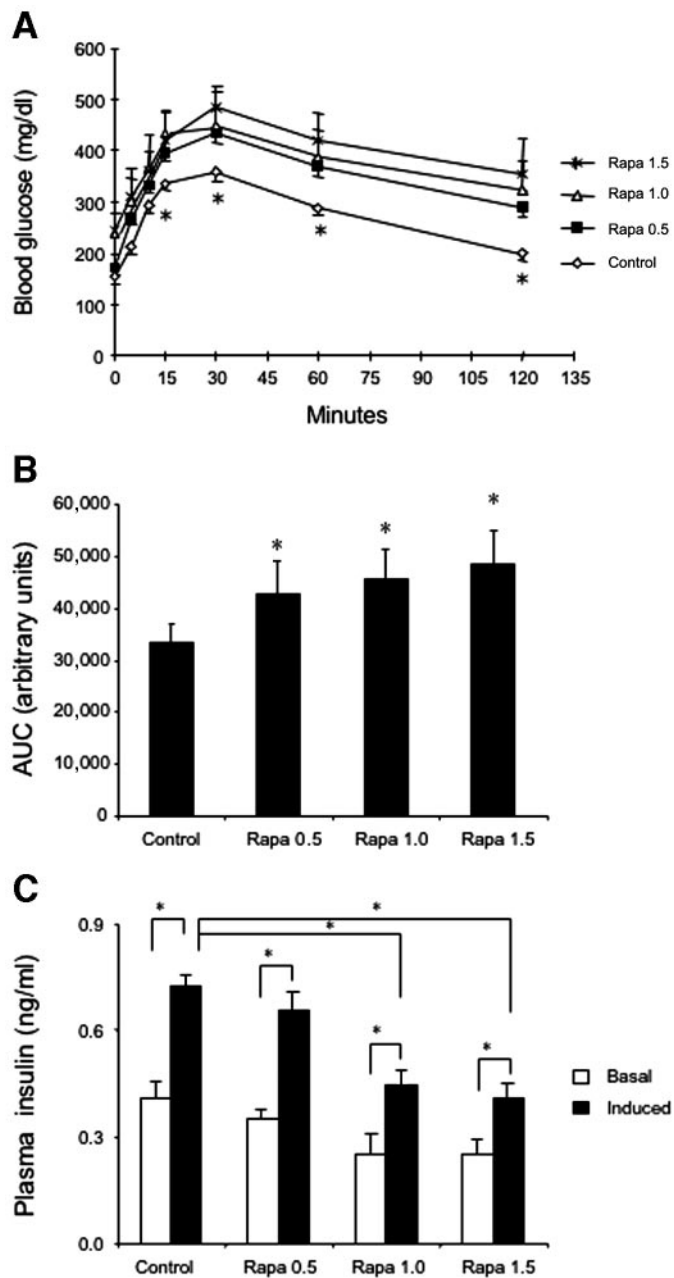 A
Blood glucose (mg/dl)
600
500
400
300
200
100
0
* * * *
0 15 30 45 60 75 90 105 120 135
Minutes
Rapa 1.5
Rapa 1.0
Rapa 0.5
Control
B
AUC (arbitrary units)
60,000
50,000
40,000
30,000
20,000
10,000
0
* * *
Control Rapa 0.5 Rapa 1.0 Rapa 1.5
C
Plasma insulin (ng/ml)
0.9
0.6
0.3
0.0
* * * * * *
Basal
Induced
Control Rapa 0.5 Rapa 1.0 Rapa 1.5